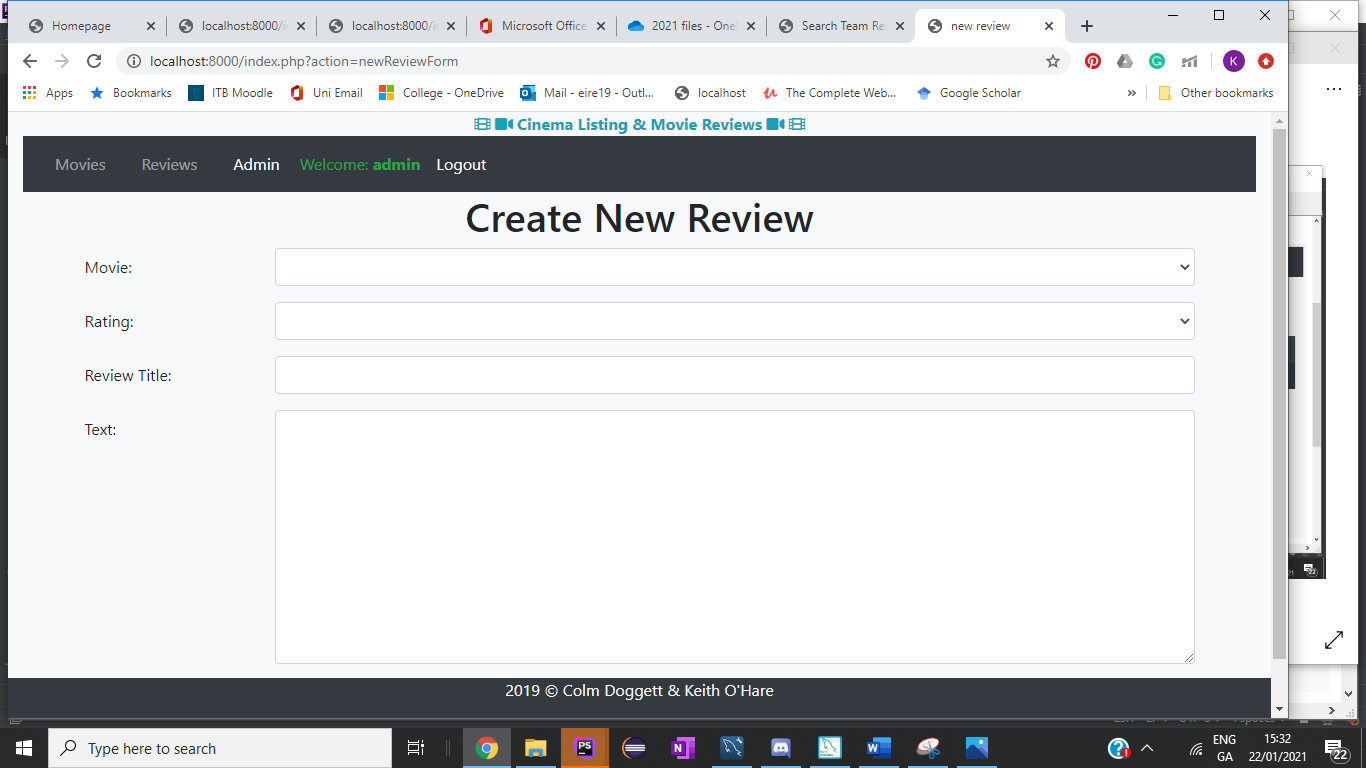 Homepage
localhost:8000/i
localhost:8000/i
Microsoft Office
2021 files - One
Search Team Re
new review
localhost:8000/index.php?action=newReviewForm
K
Apps
Bookmarks
ITB Moodle
Uni Email
College - OneDrive
Mail - eire19 - Outl...
localhost
The Complete Web...
Google Scholar
»
Other bookmarks
Cinema Listing & Movie Reviews
Movies
Reviews
Admin
Welcome: admin
Logout
Create New Review
Movie:
Rating:
Review Title:
Text:
2019 © Colm Doggett & Keith O'Hare
Type here to search
PS
N
W
ENG
GA
15:32
22/01/2021
22